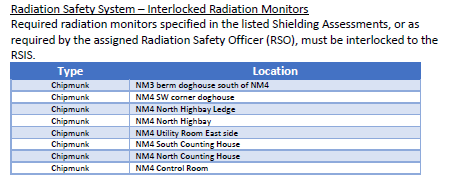 Radiation Safety System – Interlocked Radiation Monitors
Required radiation monitors specified in the listed Shielding Assessments, or as
required by the assigned Radiation Safety Officer (RSO), must be interlocked to the
RSIS.
Type Location
Chipmunk NM3 berm doghouse south of NM4
Chipmunk NM4 SW corner doghouse
Chipmunk NM4 North Highbay Ledge
Chipmunk NM4 North Highbay
Chipmunk NM4 Utility Room East side
Chipmunk NM4 South Counting House
Chipmunk NM4 North Counting House
Chipmunk NM4 Control Room